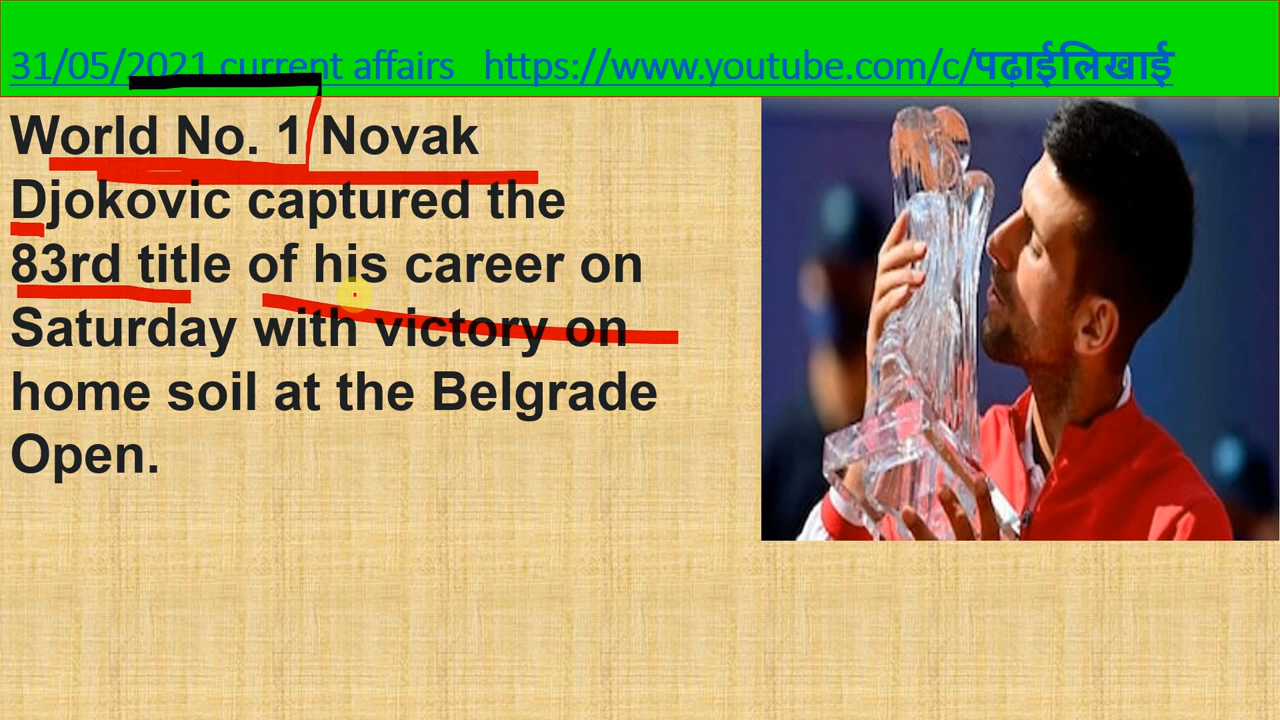 31/05/2021 current affairs https://www.youtube.com/c/पढ़ाईलिखाई
World No. 1 Novak
Djokovic captured the
83rd title of his career on
Saturday with victory on
home soil at the Belgrade
Open.